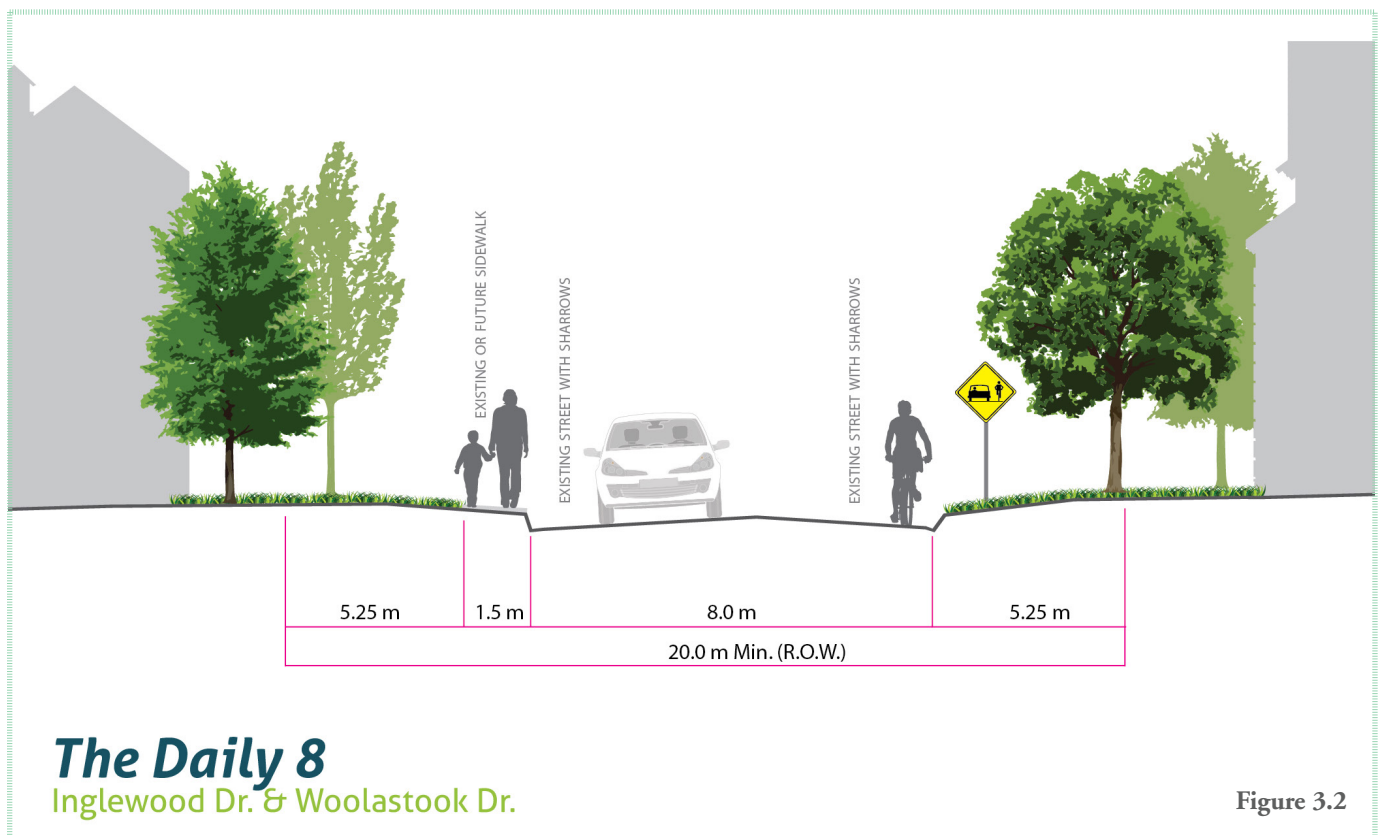 EXISTING OR FUTURE SIDEWALK
EXISTING STREET WITH SHARROWS
EXISTING STREET WITH SHARROWS
5.25 m
1.5 m
8.0 m
5.25 m
20.0 m Min. (R.O.W.)
The Daily 8
Inglewood Dr. & Woolastook Dr.
Figure 3.2